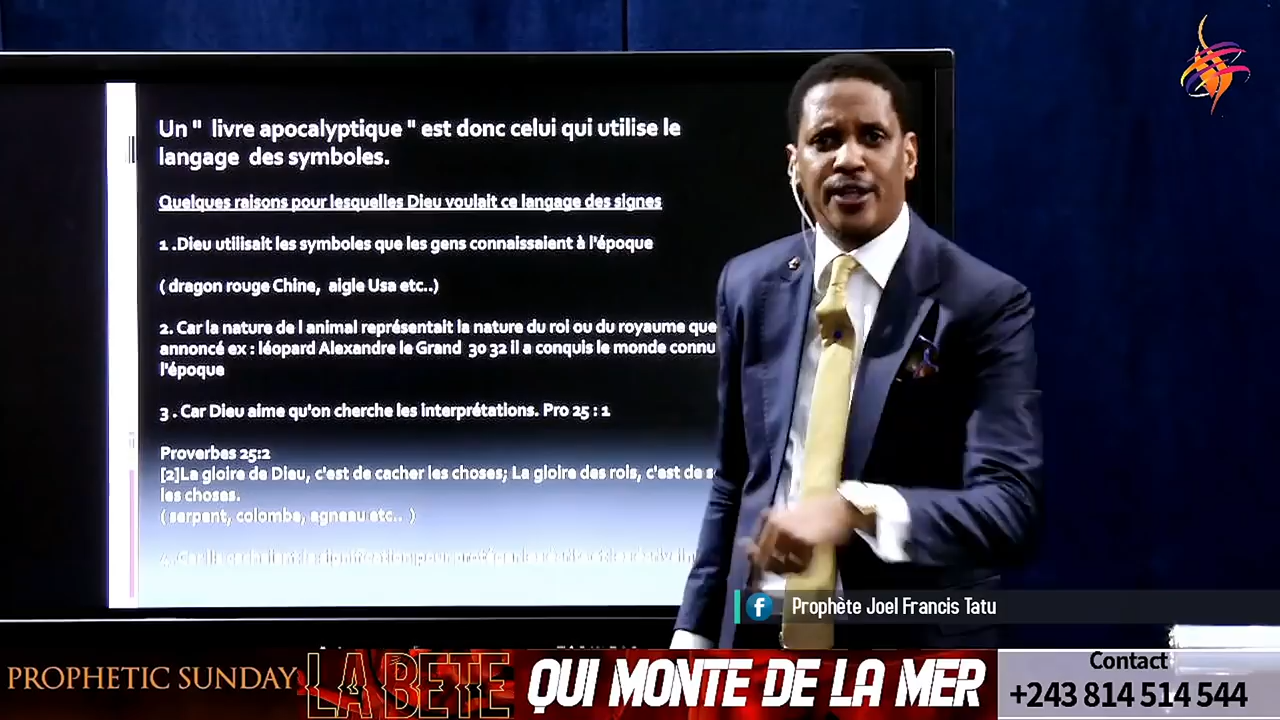 Un " livre apocalyptique " est donc celui qui utilise le
langage des symboles.
Quelques raisons pour lesquelles Dieu voulait ce langage des signes
1 .Dieu utilisait les symboles que les gens connaissaient à l'époque
( dragon rouge Chine, aigle Usa etc..)
2. Car la nature de l animal représentait la nature du roi ou du royaume que
annoncé ex : léopard Alexandre le Grand 30 32 il a conquis le monde connu
l'époque
3 . Car Dieu aime qu'on cherche les interprétations. Pro 25 : 1
Proverbes 25:2
[2]La gloire de Dieu, c'est de cacher les choses; La gloire des rois, c'est de
les choses.
( serpent, colombe, agneau etc.. )
4. Car
Prophète Joel Francis Tatu
PROPHETIC SUNDAY
LA BETE QUI MONTE DE LA MER
Contact
+243 814 514 544